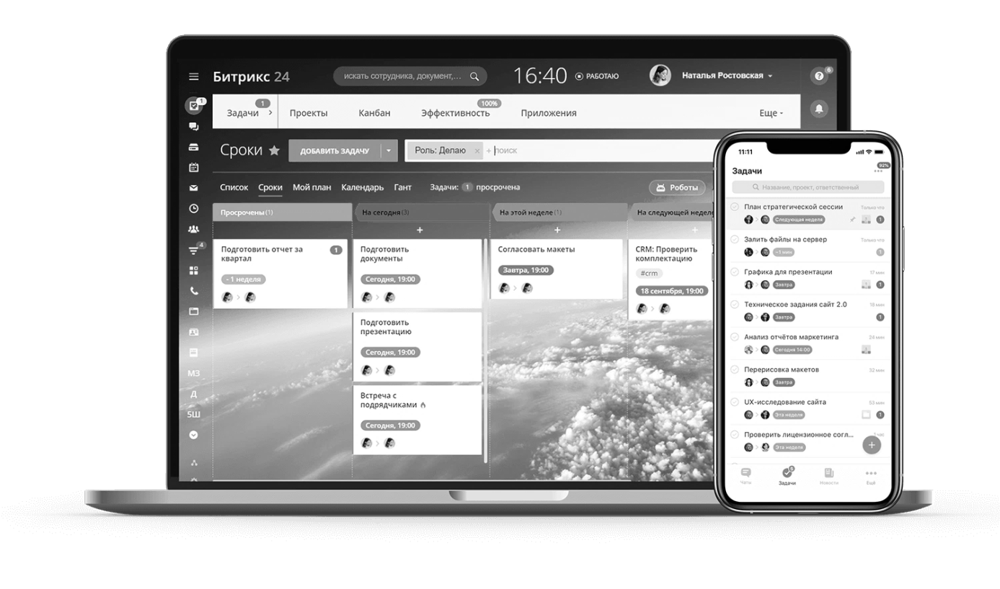 Битрикс 24
искать сотрудника, документ,...
16:40
РАБОТАЮ
Наталья Ростовская
6
1
Задачи
1
Проекты
Канбан
Эффективность
100%
Приложения
Еще
Сроки
ДОБАВИТЬ ЗАДАЧУ
Роль: Делаю ×
+ поиск
Список
Сроки
Мой план
Календарь
Гант
Задачи: 1 просрочена
Роботы
4
МЗ
Д
5Ш
Просрочены (1)
Подготовить отчет за
квартал
1
- 1 неделя
На сегодня (3)
+
Подготовить
документы
Сегодня, 19:00
Подготовить
презентацию
Сегодня, 19:00
Встреча с
подрядчиками
Сегодня, 19:00
На этой неделе (1)
+
Согласовать макеты
Завтра, 19:00
На следующей неделе
+
CRM: Проверить
комплектацию
#crm
18 сентября, 19:00
11:11
Задачи
92%
Название, проект, ответственный
План стратегической сессии
Только что
Следующая неделя
1
Залить файлы на сервер
Только что
-1 мин
1
Графика для презентации
17 мин
Завтра
1
Техническое задания сайт 2.0
18 мин
Завтра
1
Анализ отчётов маркетинга
24 мин
Сегодня 14:00
Перерисовка макетов
32 мин
Завтра
UX-исследование сайта
53 мин
Эта неделя
1
Проверить лицензионное согл...
час
Эта неделя
+
Чаты
Задачи
5
Новости
Ещё